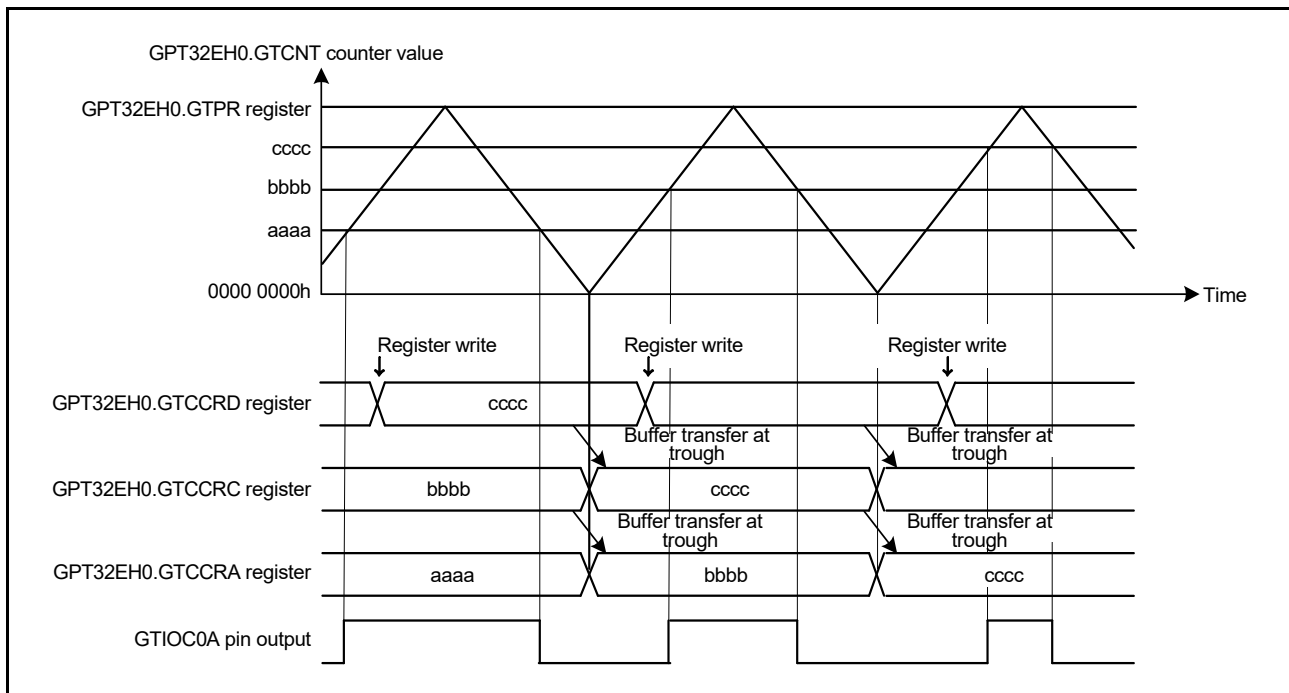 GPT32EH0.GTCNT counter value
GPT32EH0.GTPR register
cccc
bbbb
aaaa
0000 0000h
Time
Register write
Register write
Register write
GPT32EH0.GTCCRD register
cccc
Buffer transfer at
trough
Buffer transfer at
trough
GPT32EH0.GTCCRC register
bbbb
cccc
Buffer transfer at
trough
Buffer transfer at
trough
GPT32EH0.GTCCRA register
aaaa
bbbb
cccc
GTIOC0A pin output